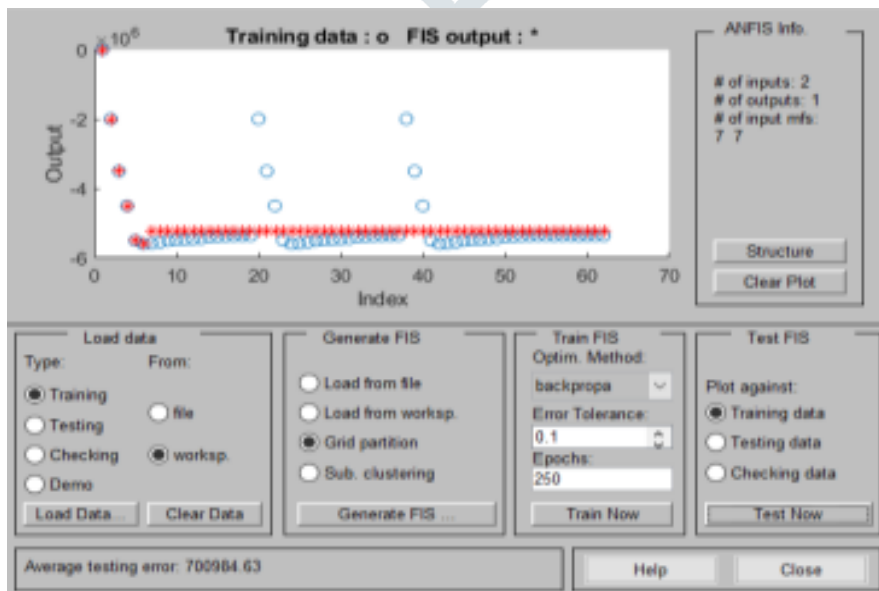 ×10^6
Training data : o FIS output : *
0
-2
-4
-6
Output
0 10 20 30 40 50 60 70
Index
ANFIS Info.
# of inputs: 2
# of outputs: 1
# of input mfs:
7 7
Structure
Clear Plot
Load data
Type:
From:
Training
Testing
Checking
Demo
file
worksp.
Load Data...
Clear Data
Generate FIS
Load from file
Load from worksp.
Grid partition
Sub. clustering
Generate FIS ...
Train FIS
Optim. Method:
backpropa
Error Tolerance:
0.1
Epochs:
250
Train Now
Test FIS
Plot against:
Training data
Testing data
Checking data
Test Now
Average testing error: 700984.63
Help
Close